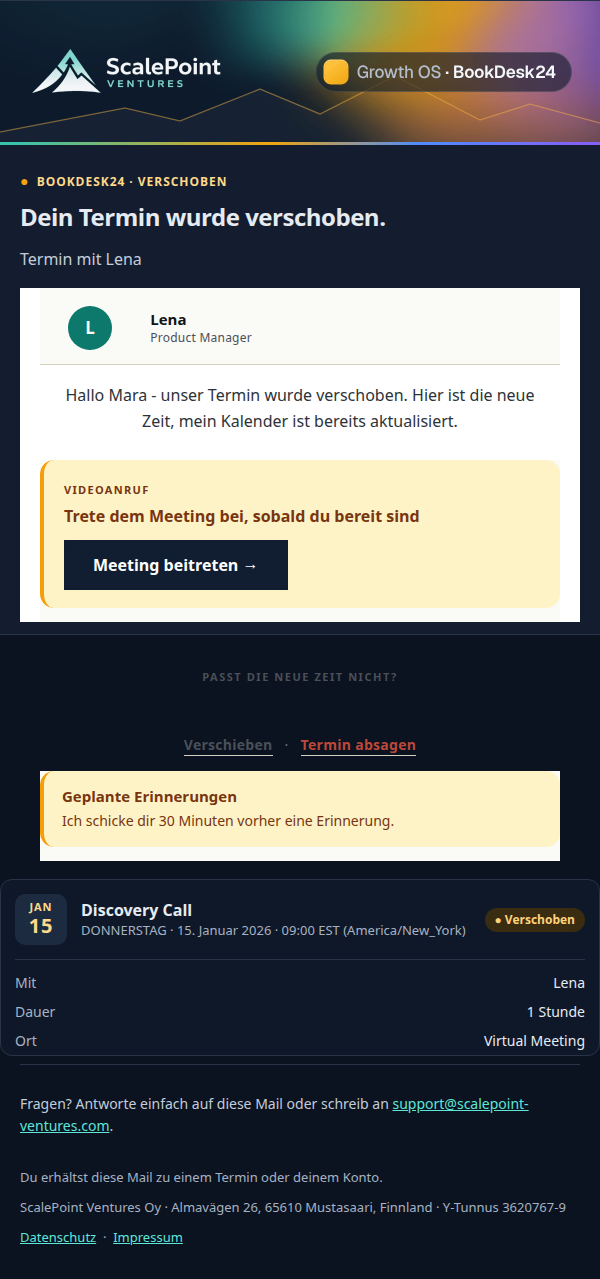 ScalePoint
VENTURES
Growth OS · BookDesk24
● BOOKDESK24 · VERSCHOBEN
Dein Termin wurde verschoben.
Termin mit Lena
L
Lena
Product Manager
Hallo Mara - unser Termin wurde verschoben. Hier ist die neue
Zeit, mein Kalender ist bereits aktualisiert.
VIDEOANRUF
Trete dem Meeting bei, sobald du bereit sind
Meeting beitreten →
PASST DIE NEUE ZEIT NICHT?
Verschieben · Termin absagen
Geplante Erinnerungen
Ich schicke dir 30 Minuten vorher eine Erinnerung.
JAN
15
Discovery Call
DONNERSTAG · 15. Januar 2026 · 09:00 EST (America/New_York)
● Verschoben
Mit Lena
Dauer 1 Stunde
Ort Virtual Meeting
Fragen? Antworte einfach auf diese Mail oder schreib an support@scalepoint-
ventures.com.
Du erhältst diese Mail zu einem Termin oder deinem Konto.
ScalePoint Ventures Oy · Almavägen 26, 65610 Mustasaari, Finnland · Y-Tunnus 3620767-9
Datenschutz · Impressum